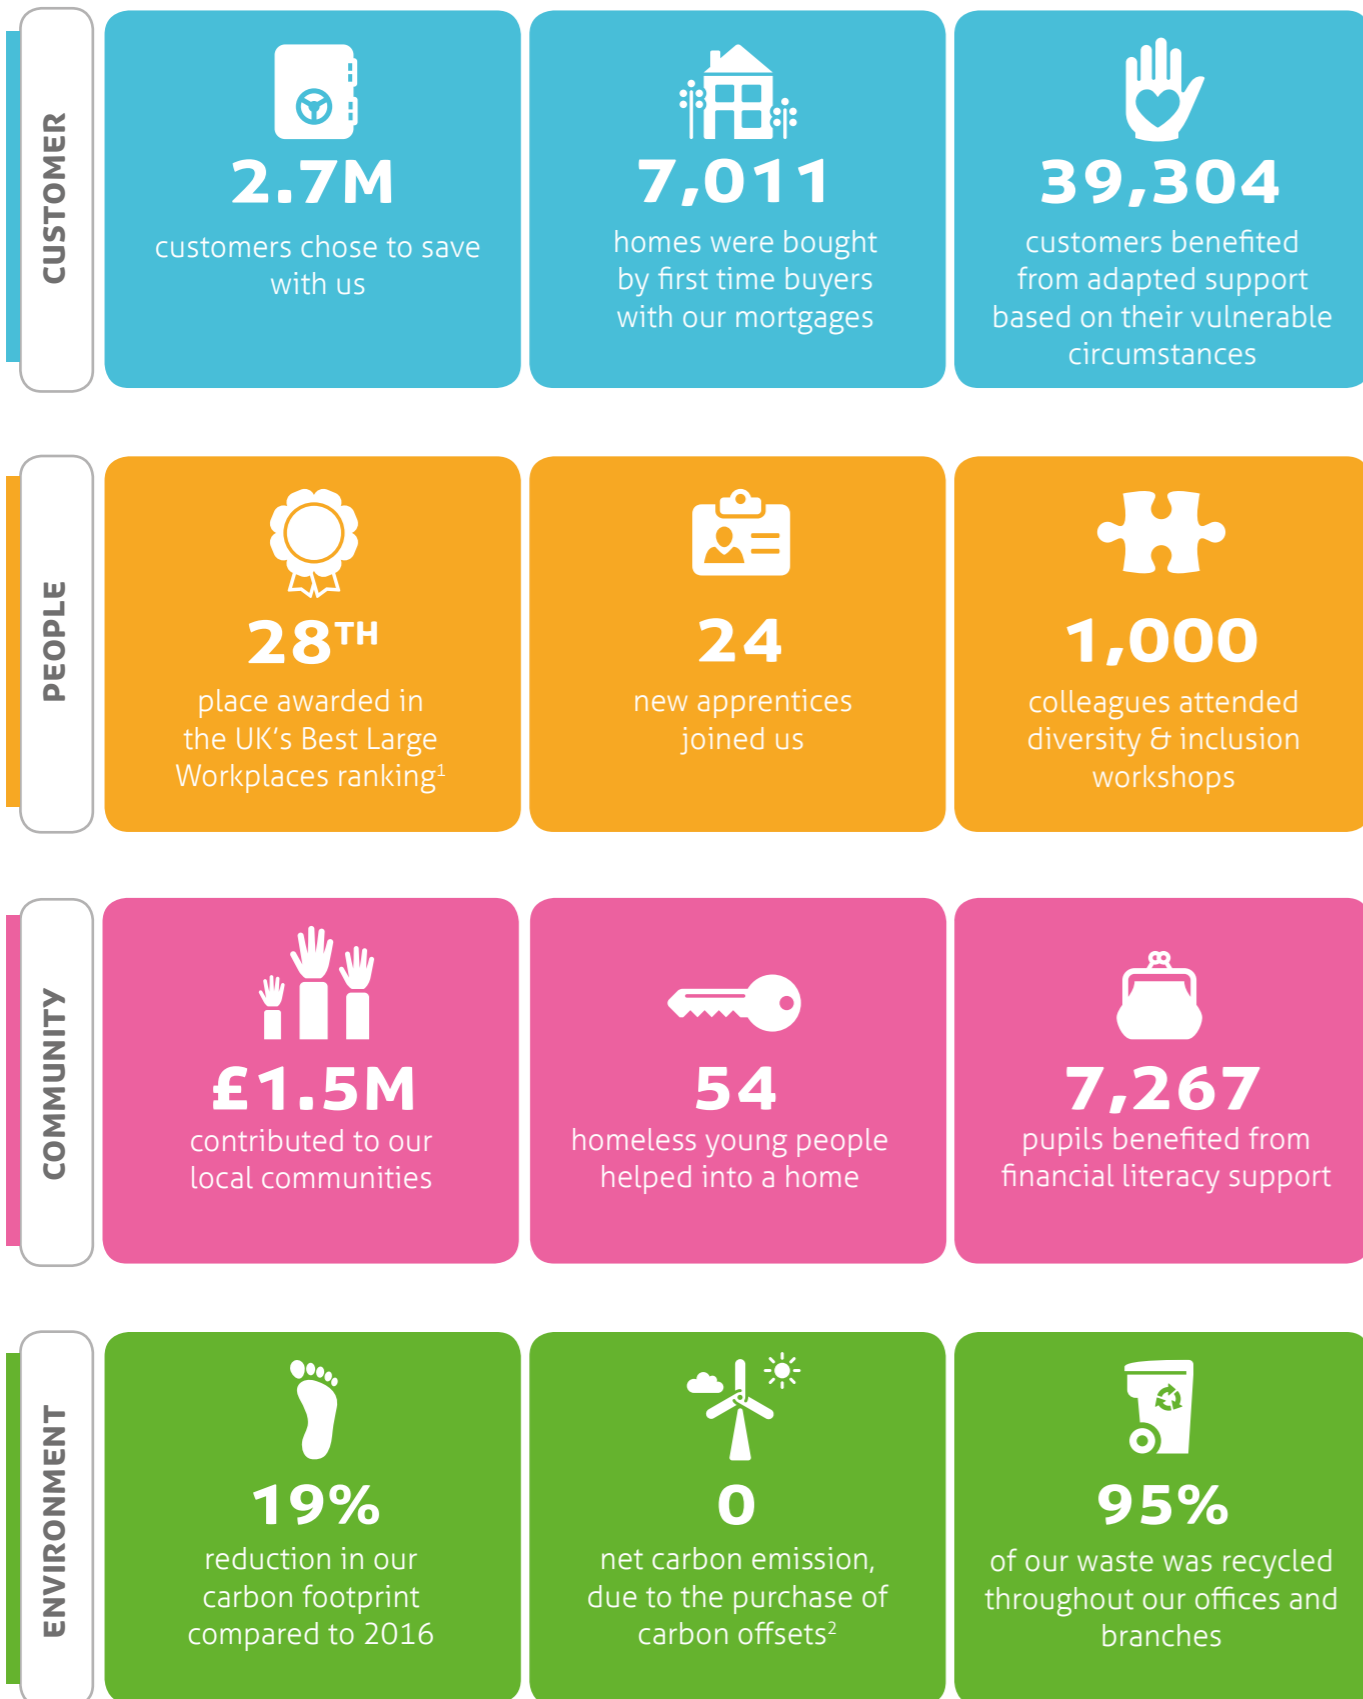 CUSTOMER
2.7M
customers chose to save
with us
7,011
homes were bought
by first time buyers
with our mortgages
39,304
customers benefited
from adapted support
based on their vulnerable
circumstances
PEOPLE
28TH
place awarded in
the UK's Best Large
Workplaces ranking1
24
new apprentices
joined us
1,000
colleagues attended
diversity & inclusion
workshops
COMMUNITY
£1.5M
contributed to our
local communities
54
homeless young people
helped into a home
7,267
pupils benefited from
financial literacy support
ENVIRONMENT
19%
reduction in our
carbon footprint
compared to 2016
0
net carbon emission,
due to the purchase of
carbon offsets2
95%
of our waste was recycled
throughout our offices and
branches